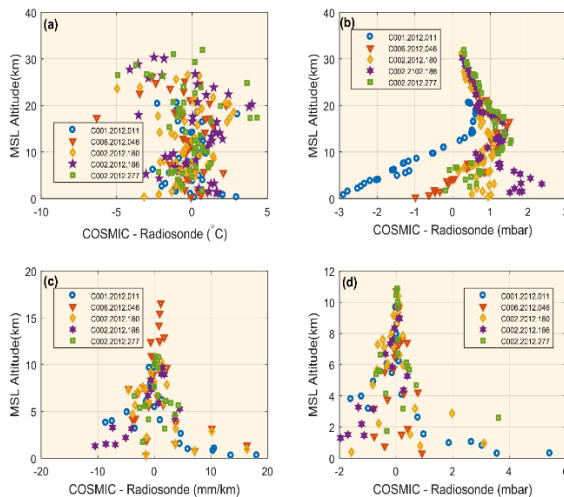 (a)
MSL Altitude(km)
40
30
20
10
0
C001.2012.011
C006.2012.046
C002.2012.180
C002.2012.186
C002.2012.277
-10
-5
0
5
COSMIC - Radiosonde (°C)
(b)
MSL Altitude(km)
40
30
20
10
0
C001.2012.011
C006.2012.046
C002.2012.180
C002.2102.186
C002.2012.277
-3
-2
-1
0
1
2
3
COSMIC - Radiosonde (mbar)
(c)
MSL Altitude(km)
20
15
10
5
0
C001.2012.011
C006.2012.046
C002.2012.180
C002.2012.186
C002.2012.277
-20
-10
0
10
20
COSMIC - Radiosonde (mm/km)
(d)
MSL Altitude(km)
12
10
8
6
4
2
0
C001.2012.011
C006.2012.046
C002.2012.180
C002.2012.186
C002.2012.277
-2
0
2
4
6
COSMIC - Radiosonde (mbar)